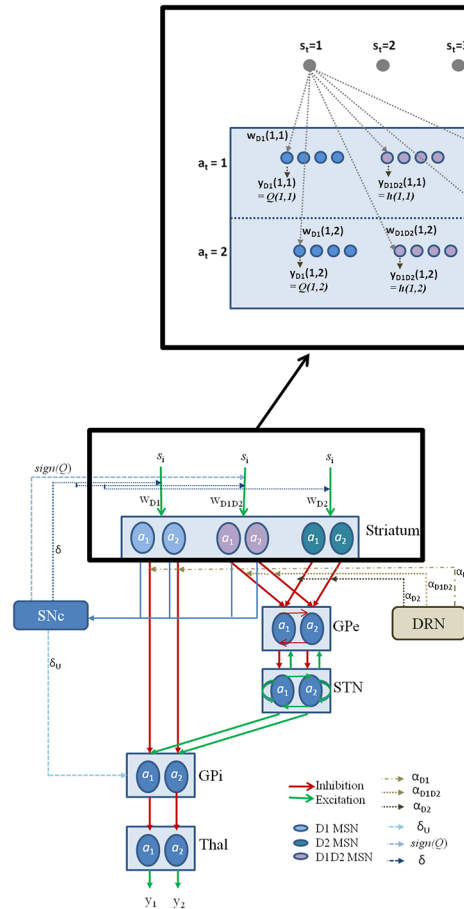 s_t=1 s_t=2 s_t=3
w_D1(1,1)
a_t = 1
y_D1(1,1) y_D1D2(1,1)
= Q(1,1) = h(1,1)
w_D1(1,2) w_D1D2(1,2)
a_t = 2
y_D1(1,2) y_D1D2(1,2)
= Q(1,2) = h(1,2)
s_i s_i s_i
sign(Q)
w_D1 w_D1D2 w_D2
a_1 a_2 a_1 a_2 a_1 a_2 Striatum
δ
α_D1D2
α_D2
SNc DRN
GPe
a_1 a_2
δ_U
STN
a_1 a_2
GPi
a_1 a_2
Thal
a_1 a_2
y_1 y_2
Inhibition
Excitation
D1 MSN
D2 MSN
D1D2 MSN
α_D1
α_D1D2
α_D2
δ_U
sign(Q)
δ